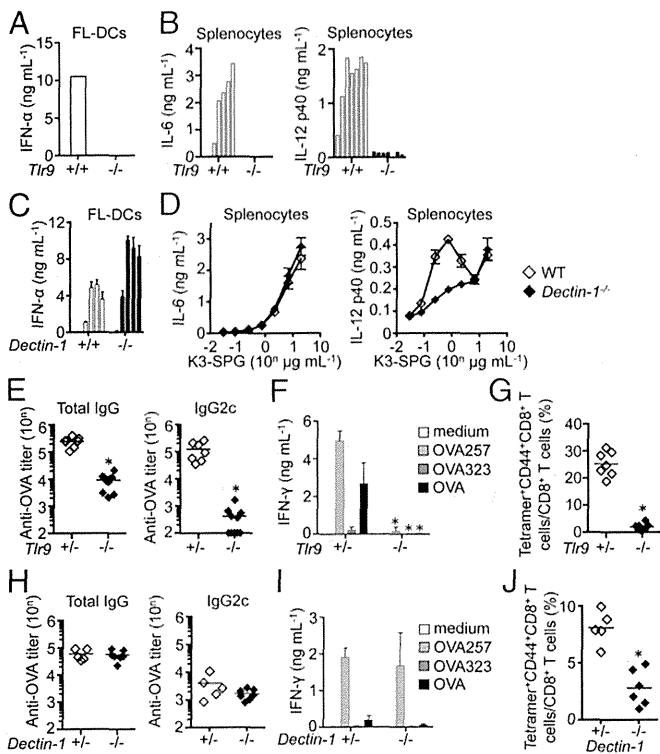 A
FL-DCs
IFN-α (ng mL⁻¹)
15
10
5
0
Tlr9 +/+ -/-
B
Splenocytes
IL-6 (ng mL⁻¹)
4
3
2
1
0
Tlr9 +/+ -/-
Splenocytes
IL-12 p40 (ng mL⁻¹)
2
1
0
+/+ -/-
C
FL-DCs
IFN-α (ng mL⁻¹)
12
8
4
0
Dectin-1 +/+ -/-
D
Splenocytes
IL-6 (ng mL⁻¹)
3
2
1
0
-2 -1 0 1 10
K3-SPG (10ⁿ μg mL⁻¹)
Splenocytes
IL-12 p40 (ng mL⁻¹)
0.5
0.4
0.3
0.2
0.1
0
-1.5 -1 0 1 10
K3-SPG (10ⁿ μg mL⁻¹)
WT
Dectin-1⁻/⁻
E
Total IgG
Anti-OVA titer (10ⁿ)
6
5
4
3
2
*
Tlr9 +/- -/-
IgG2c
Anti-OVA titer (10ⁿ)
6
5
4
3
2
*
+/- -/-
F
IFN-γ (ng mL⁻¹)
6
3
0
medium
OVA257
OVA323
OVA
* * *
+/- -/-
G
Tetramer⁺CD44⁺CD8⁺ T
cells/CD8⁺ T cells (%)
40
30
20
10
0
*
Tlr9 +/- -/-
H
Total IgG
Anti-OVA titer (10ⁿ)
6
5
4
3
2
+/- -/-
IgG2c
Anti-OVA titer (10ⁿ)
6
5
4
3
2
+/- -/-
I
IFN-γ (ng mL⁻¹)
3
2
1
0
medium
OVA257
OVA323
OVA
Dectin-1 +/- -/-
J
Tetramer⁺CD44⁺CD8⁺ T
cells/CD8⁺ T cells (%)
10
5
0
*
+/- -/-
Dectin-1